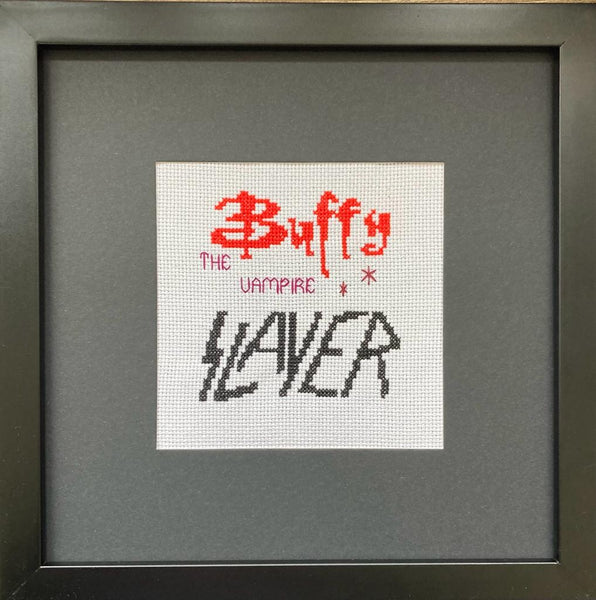 Buffy
THE
VAMPIRE
SLAYER